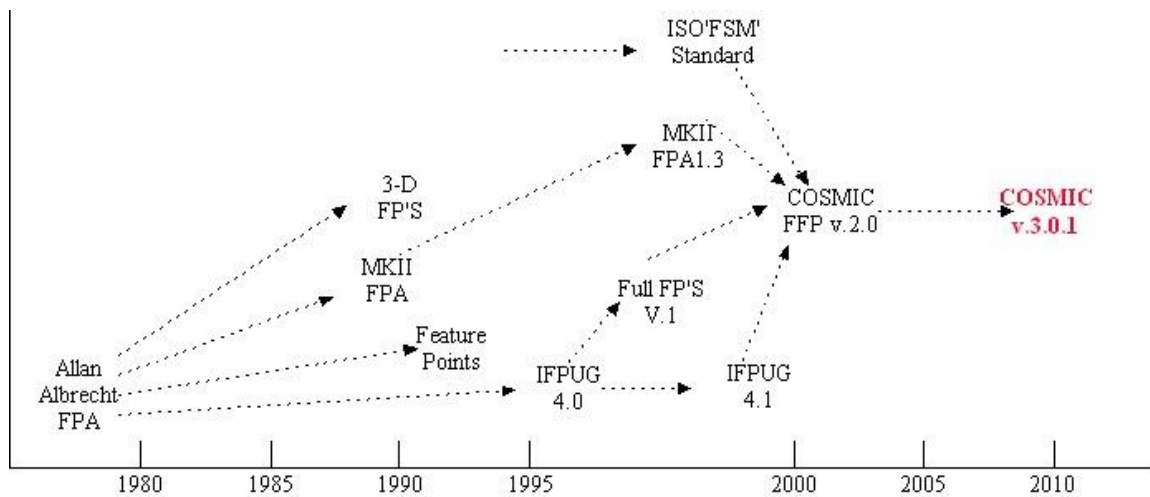 ISO'FSM'
Standard
MKII
FPA1.3
3-D
FP'S
COSMIC
FFP v.2.0
COSMIC
v.3.0.1
MKII
FPA
Full FP'S
V.1
Feature
Points
Allan
Albrecht
FPA
IFPUG
4.0
IFPUG
4.1
1980
1985
1990
1995
2000
2005
2010